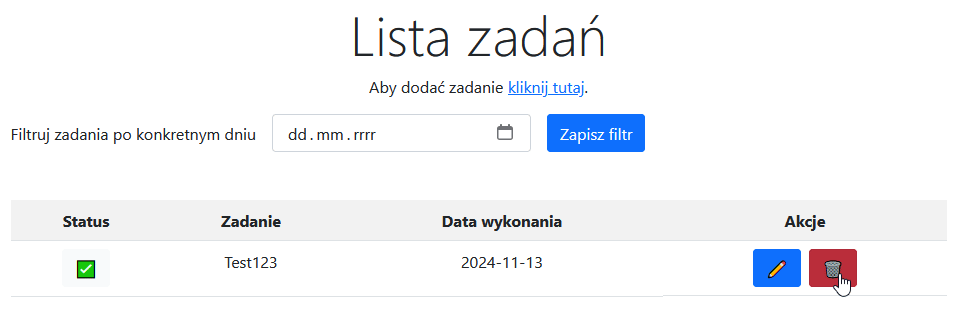 Lista zadań
Aby dodać zadanie kliknij tutaj.
Filtruj zadania po konkretnym dniu dd.mm.rrrr Zapisz filtr
Status Zadanie Data wykonania Akcje
Test123 2024-11-13